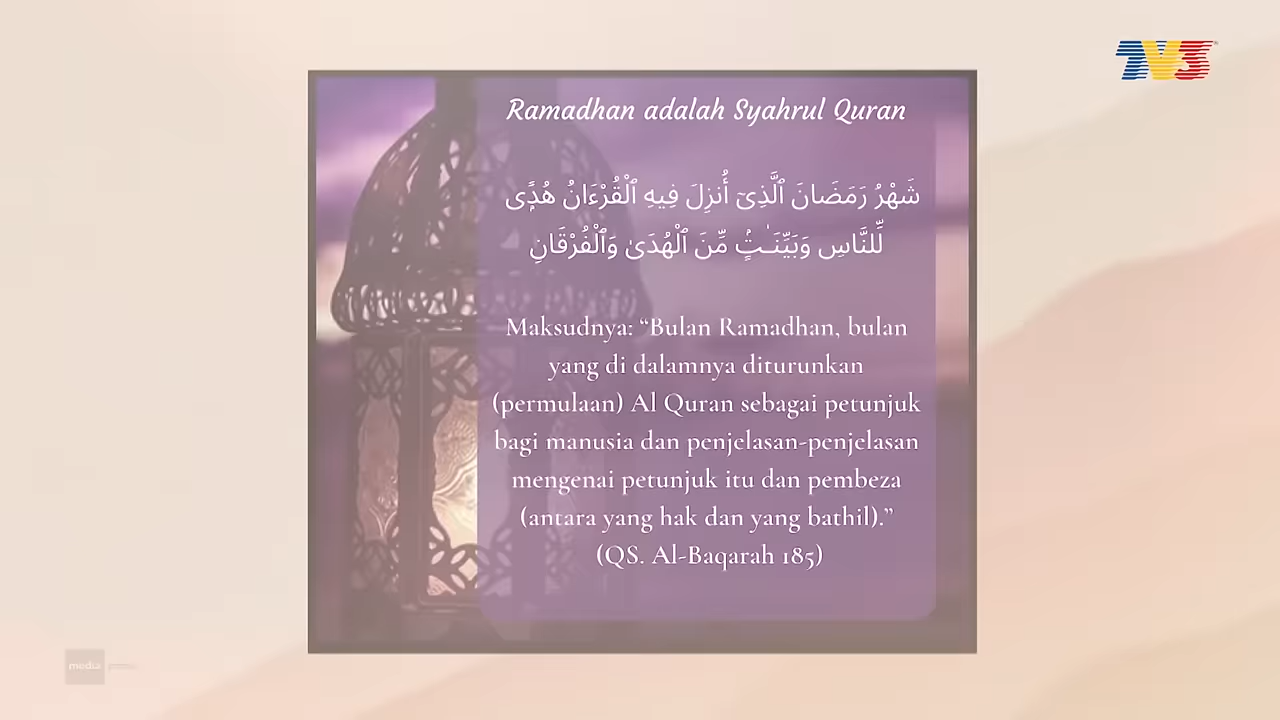 TV3
Ramadhan adalah Syahrul Quran
شَهْرُ رَمَضَانَ ٱلَّذِىٓ أُنزِلَ فِيهِ ٱلْقُرْءَانُ هُدًى
لِّلنَّاسِ وَبَيِّنَـٰتٍ مِّنَ ٱلْهُدَىٰ وَٱلْفُرْقَانِ
Maksudnya: “Bulan Ramadhan, bulan
yang di dalamnya diturunkan
(permulaan) Al Quran sebagai petunjuk
bagi manusia dan penjelasan-penjelasan
mengenai petunjuk itu dan pembeza
(antara yang hak dan yang bathil).”
(QS. Al-Baqarah 185)
media